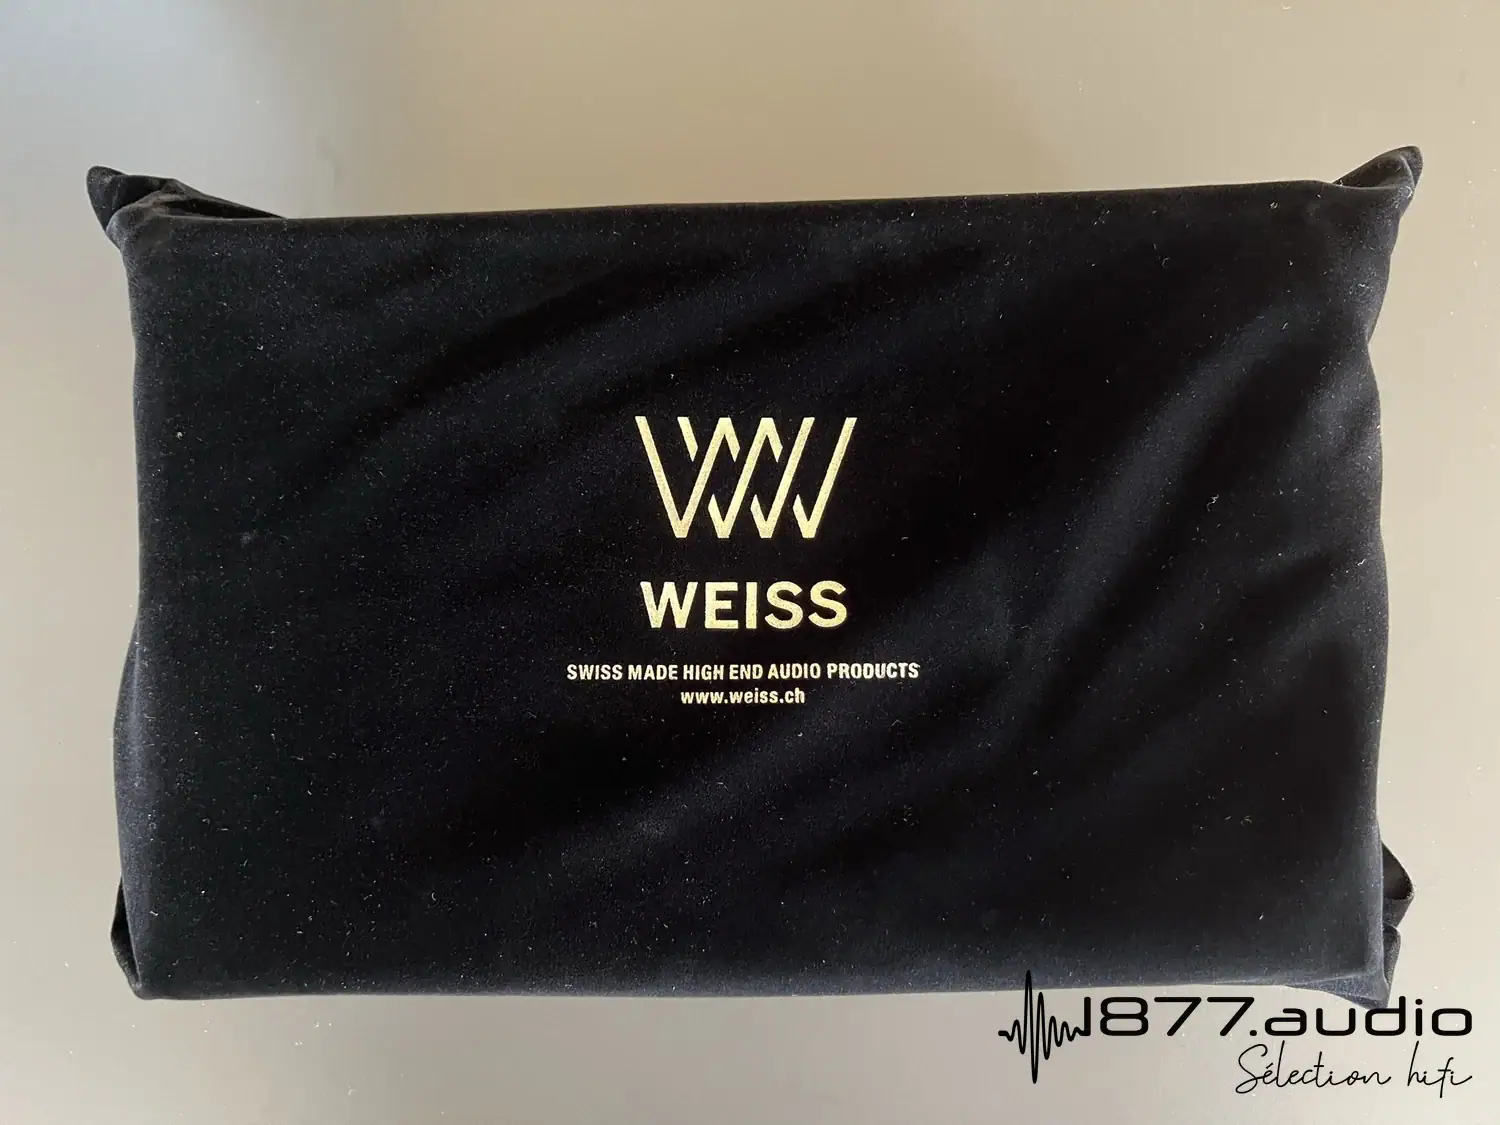 WEISS
SWISS MADE HIGH END AUDIO PRODUCTS
www.weiss.ch
1877.audio
Sélection hifi